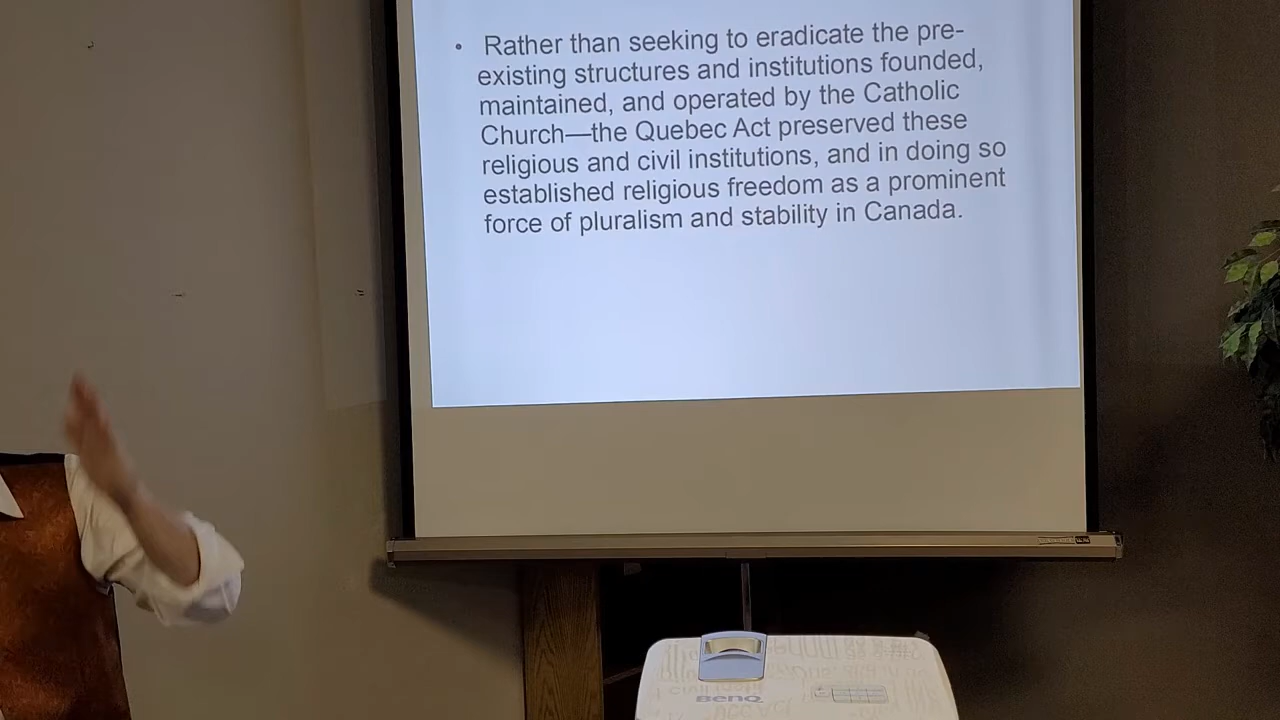 • Rather than seeking to eradicate the pre-
existing structures and institutions founded,
maintained, and operated by the Catholic
Church—the Quebec Act preserved these
religious and civil institutions, and in doing so
established religious freedom as a prominent
force of pluralism and stability in Canada.
BenQ